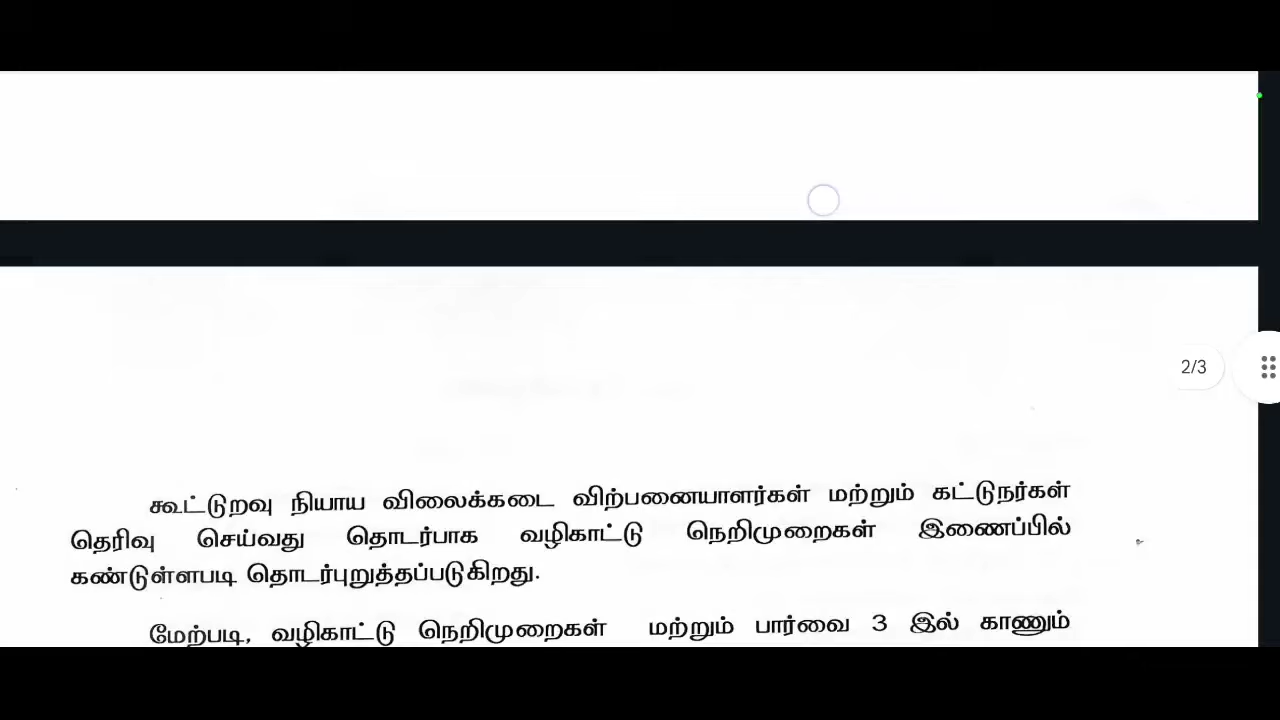 2/3
கூட்டுறவு நியாய விலைக்கடை விற்பனையாளர்கள் மற்றும் கட்டுநர்கள்
தெரிவு செய்வது தொடர்பாக வழிகாட்டு நெறிமுறைகள் இணைப்பில்
கண்டுள்ளபடி தொடர்புறுத்தப்படுகிறது.
மேற்படி, வழிகாட்டு நெறிமுறைகள் மற்றும் பார்வை 3 இல் காணும்